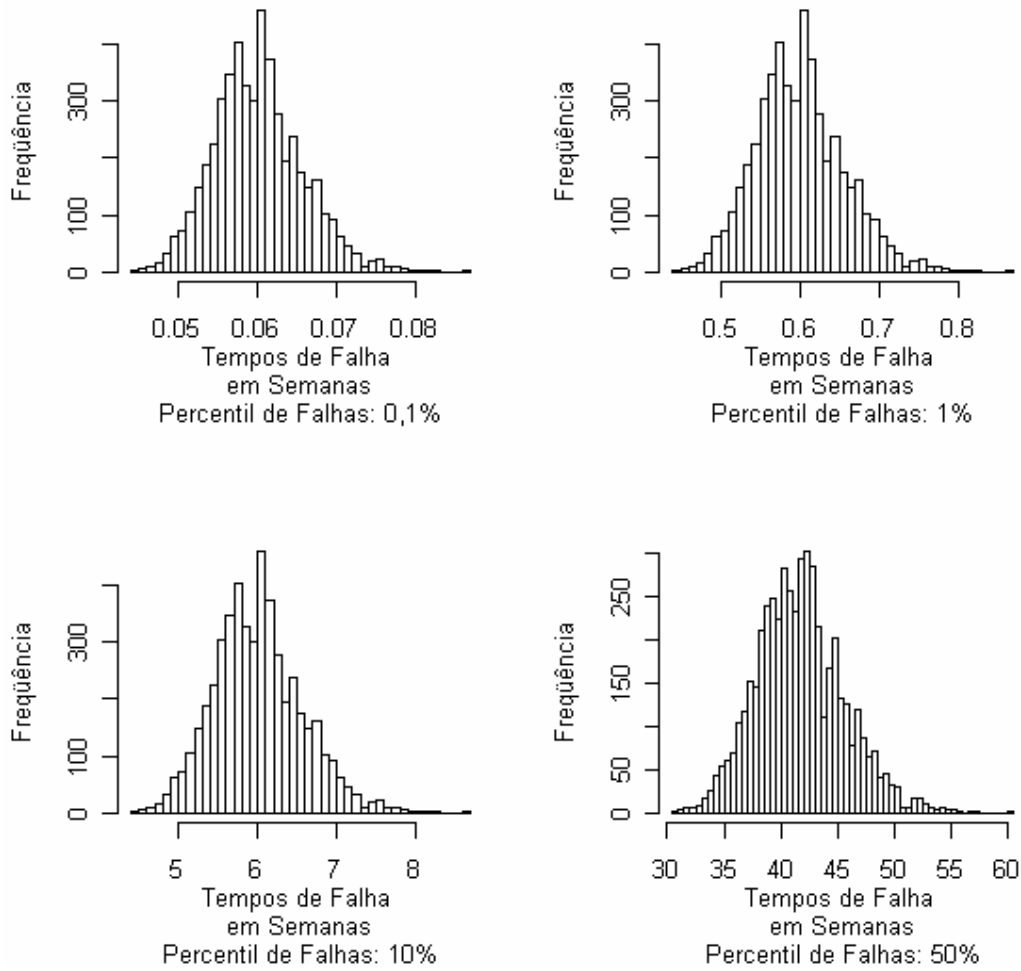 Freqüência
300
100
0
0.05 0.06 0.07 0.08
Tempos de Falha
em Semanas
Percentil de Falhas: 0,1%
Freqüência
300
100
0
0.5 0.6 0.7 0.8
Tempos de Falha
em Semanas
Percentil de Falhas: 1%
Freqüência
300
100
0
5 6 7 8
Tempos de Falha
em Semanas
Percentil de Falhas: 10%
Freqüência
250
150
50
0
30 35 40 45 50 55 60
Tempos de Falha
em Semanas
Percentil de Falhas: 50%